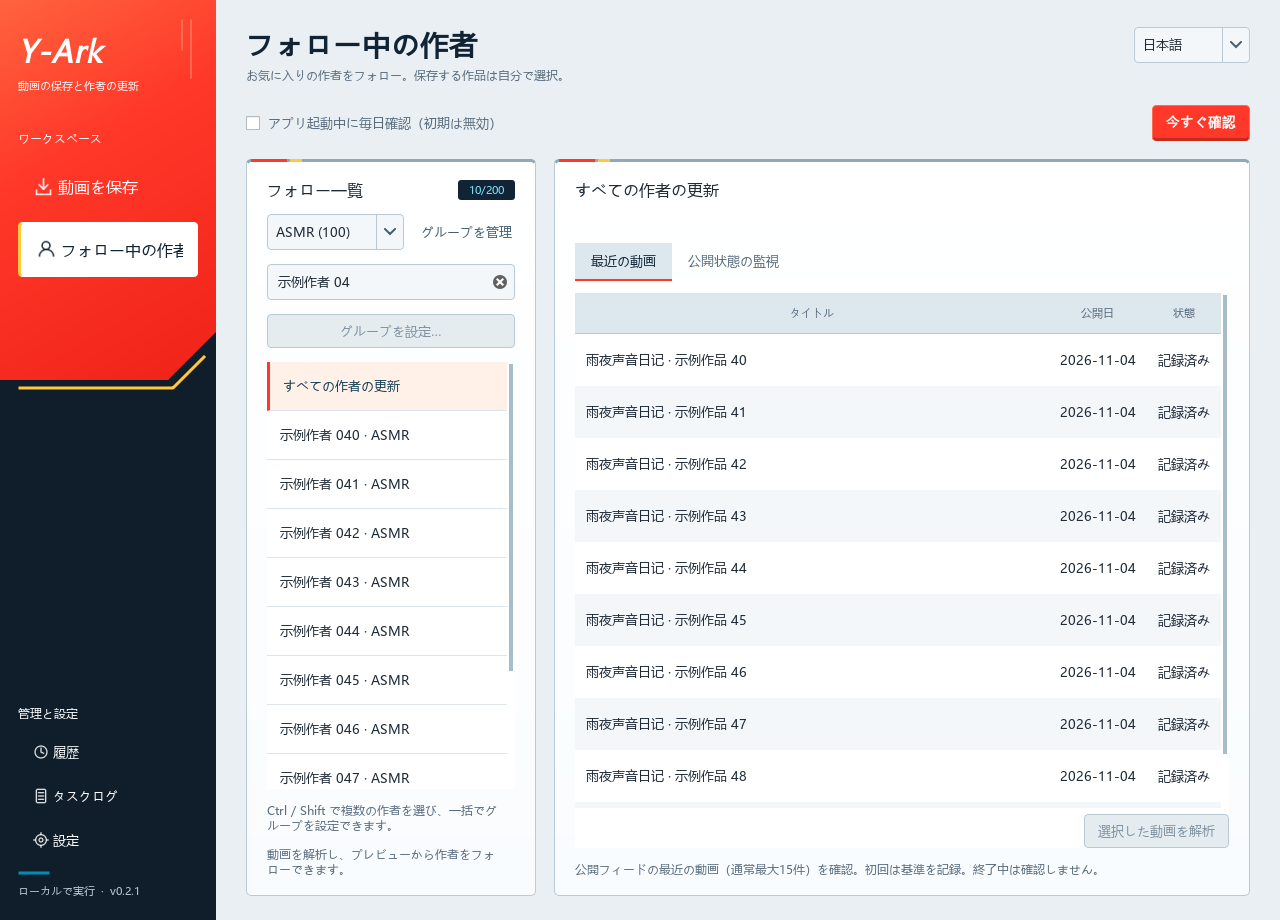 Y-Ark
動画の保存と作者の更新
ワークスペース
動画を保存
フォロー中の作者
管理と設定
履歴
タスクログ
設定
ローカルで実行 · v0.2.1
フォロー中の作者
お気に入りの作者をフォロー。保存する作品は自分で選択。
日本語
アプリ起動中に毎日確認（初期は無効）
今すぐ確認
フォロー一覧
10/200
ASMR (100)
グループを管理
示例作者 04
グループを設定...
すべての作者の更新
示例作者 040 · ASMR
示例作者 041 · ASMR
示例作者 042 · ASMR
示例作者 043 · ASMR
示例作者 044 · ASMR
示例作者 045 · ASMR
示例作者 046 · ASMR
示例作者 047 · ASMR
Ctrl / Shift で複数の作者を選び、一括でグ
ループを設定できます。
動画を解析し、プレビューから作者をフォ
ローできます。
すべての作者の更新
最近の動画
公開状態の監視
タイトル 公開日 状態
雨夜声音日记 · 示例作品 40 2026-11-04 記録済み
雨夜声音日记 · 示例作品 41 2026-11-04 記録済み
雨夜声音日记 · 示例作品 42 2026-11-04 記録済み
雨夜声音日记 · 示例作品 43 2026-11-04 記録済み
雨夜声音日记 · 示例作品 44 2026-11-04 記録済み
雨夜声音日记 · 示例作品 45 2026-11-04 記録済み
雨夜声音日记 · 示例作品 46 2026-11-04 記録済み
雨夜声音日记 · 示例作品 47 2026-11-04 記録済み
雨夜声音日记 · 示例作品 48 2026-11-04 記録済み
選択した動画を解析
公開フィードの最近の動画（通常最大15件）を確認。初回は基準を記録。終了中は確認しません。